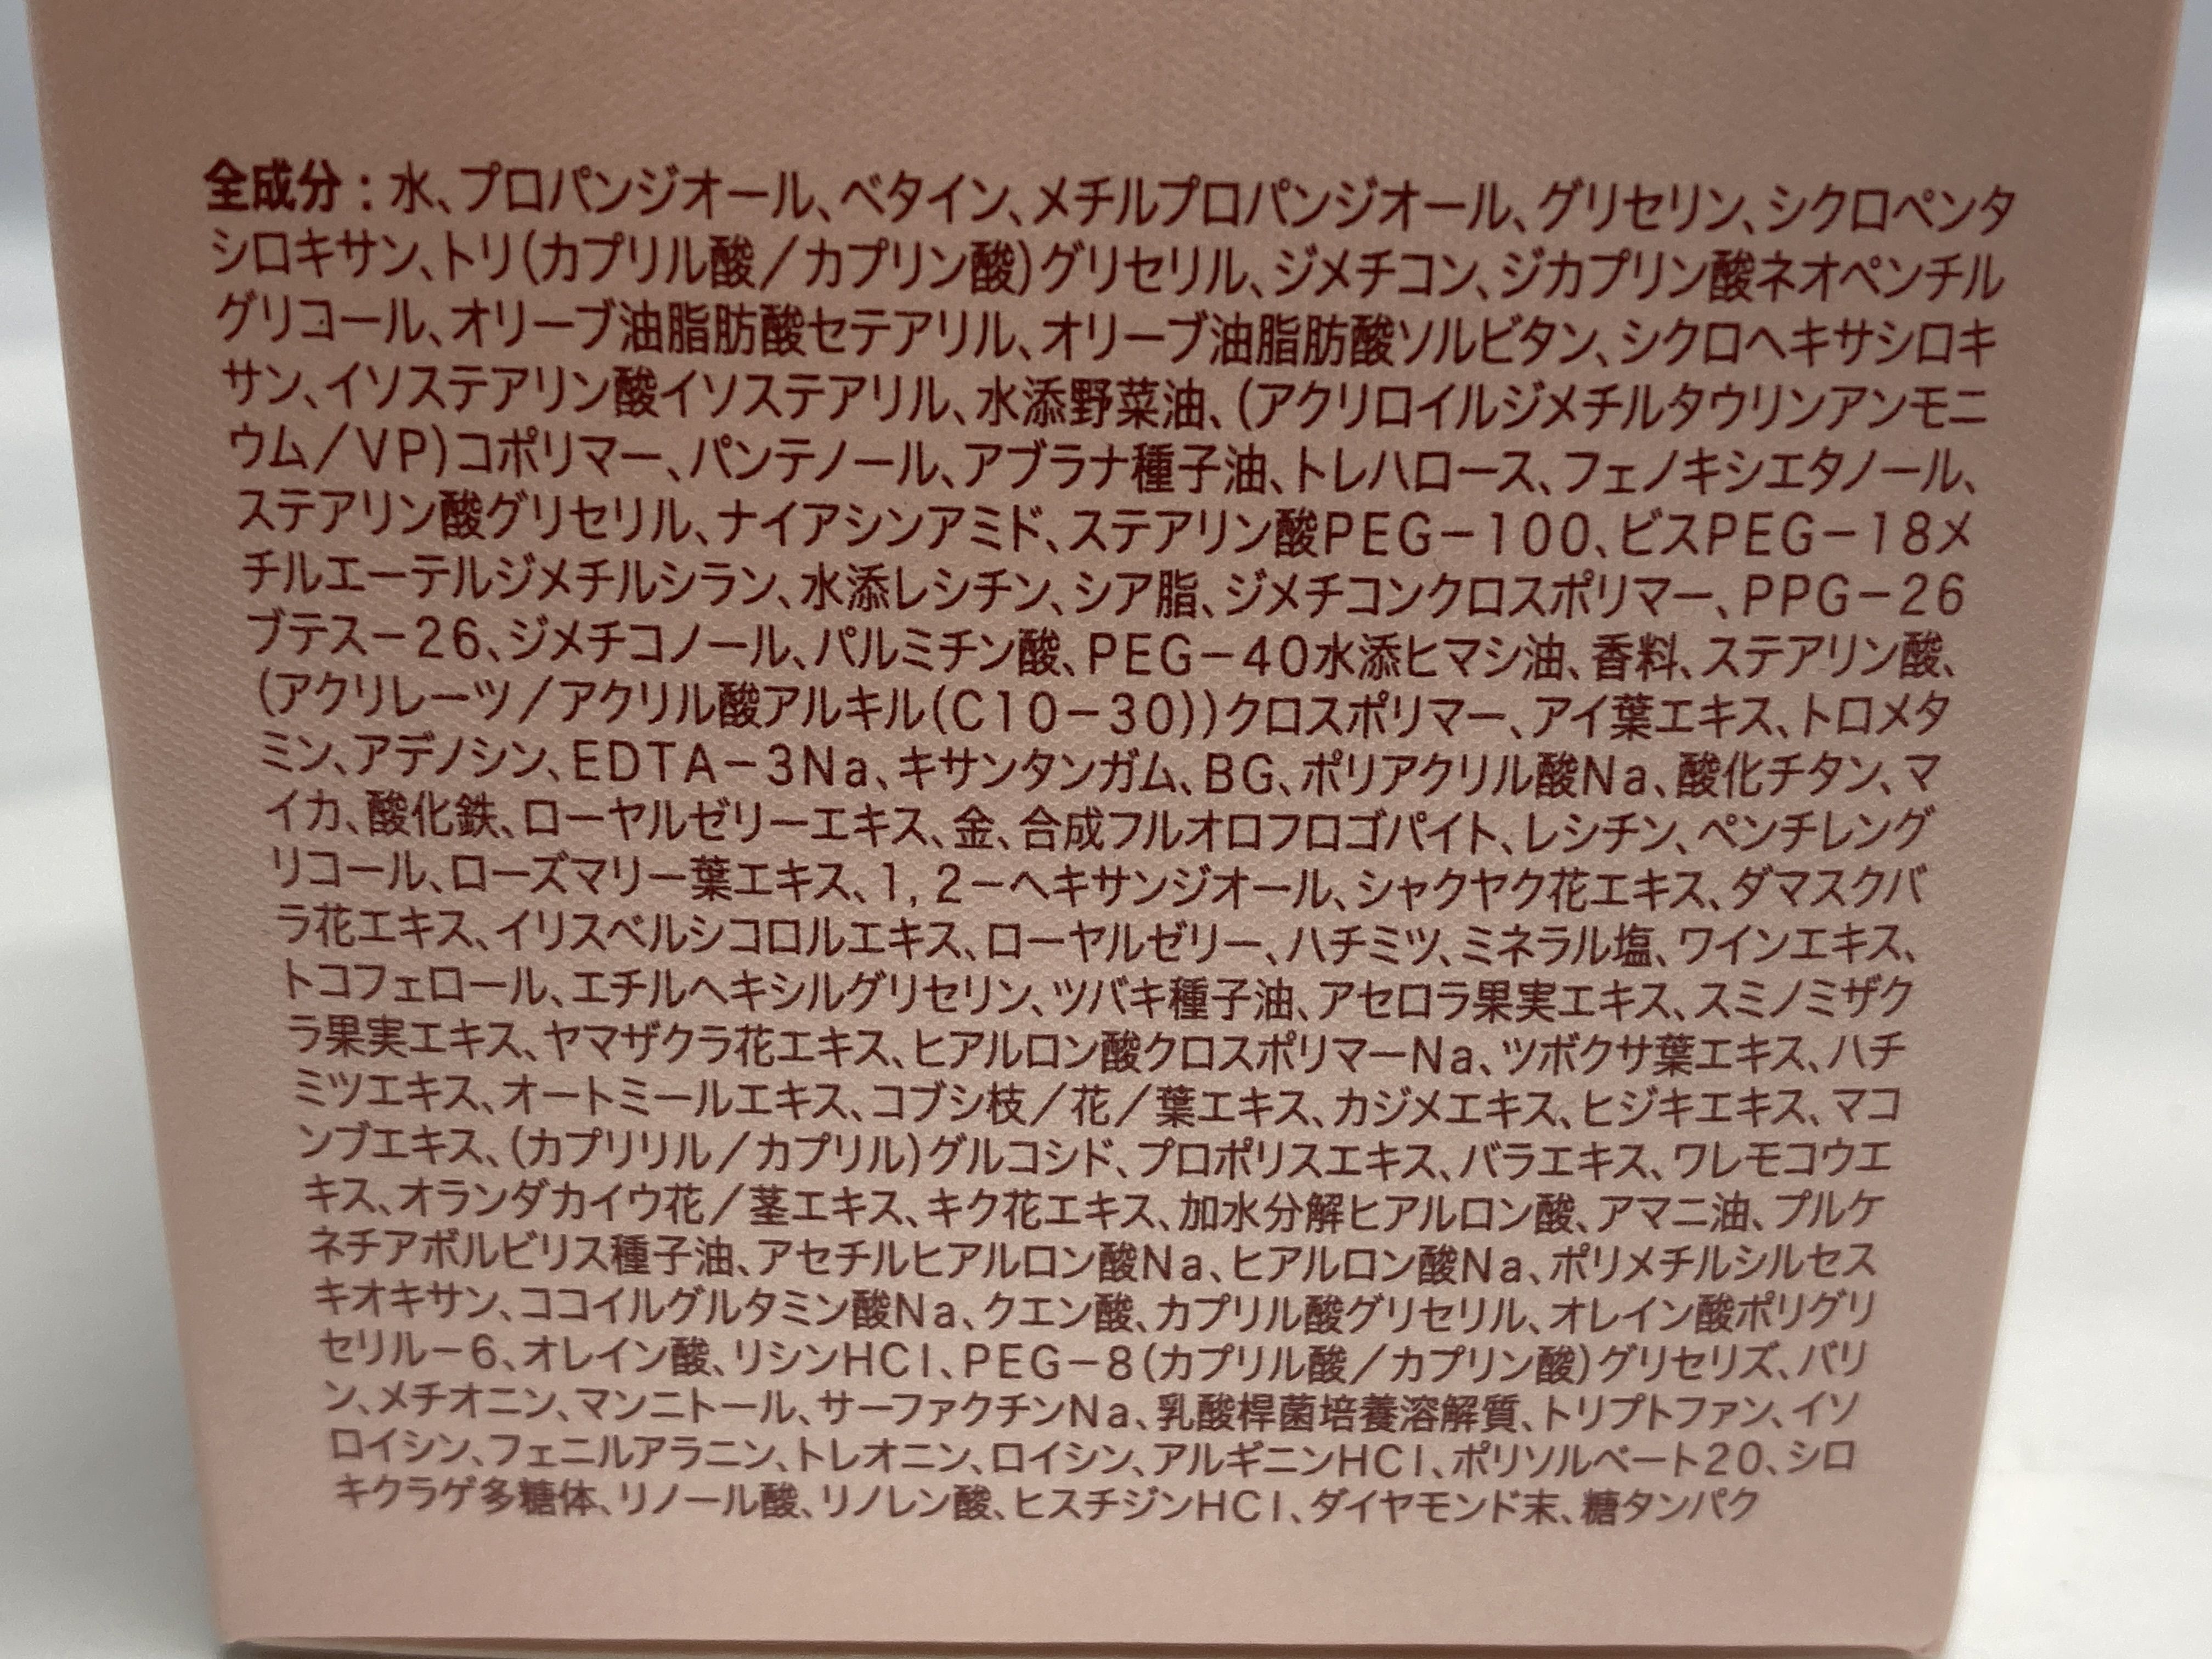 全成分：水、プロパンジオール、ベタイン、メチルプロパンジオール、グリセリン、シクロペンタ
シロキサン、トリ(カプリル酸／カプリン酸)グリセリル、ジメチコン、ジカプリン酸ネオペンチル
グリコール、オリーブ油脂肪酸セテアリル、オリーブ油脂肪酸ソルビタン、シクロヘキサシロキ
サン、イソステアリン酸イソステアリル、水添野菜油、(アクリロイルジメチルタウリンアンモニ
ウム／VP)コポリマー、パンテノール、アブラナ種子油、トレハロース、フェノキシエタノール、
ステアリン酸グリセリル、ナイアシンアミド、ステアリン酸PEG－100、ビスPEG－18メ
チルエーテルジメチルシラン、水添レシチン、シア脂、ジメチコンクロスポリマー、PPG－26
ブテス－26、ジメチコノール、パルミチン酸、PEG－40水添ヒマシ油、香料、ステアリン酸、
(アクリレーツ／アクリル酸アルキル(C10－30))クロスポリマー、アイ葉エキス、トロメタ
ミン、アデノシン、EDTA－3Na、キサンタンガム、BG、ポリアクリル酸Na、酸化チタン、マ
イカ、酸化鉄、ローヤルゼリーエキス、金、合成フルオロフロゴパイト、レシチン、ペンチレング
リコール、ローズマリー葉エキス、1,2－ヘキサンジオール、シャクヤク花エキス、ダマスクバ
ラ花エキス、イリスベルシコロルエキス、ローヤルゼリー、ハチミツ、ミネラル塩、ワインエキス、
トコフェロール、エチルヘキシルグリセリン、ツバキ種子油、アセロラ果実エキス、スミノミザク
ラ果実エキス、ヤマザクラ花エキス、ヒアルロン酸クロスポリマーNa、ツボクサ葉エキス、ハチ
ミツエキス、オートミールエキス、コブシ枝／花／葉エキス、カジメエキス、ヒジキエキス、マコ
ンブエキス、(カプリリル／カプリル)グルコシド、プロポリスエキス、バラエキス、ワレモコウエ
キス、オランダカイウ花／茎エキス、キク花エキス、加水分解ヒアルロン酸、アマニ油、プルケ
ネチアボルビリス種子油、アセチルヒアルロン酸Na、ヒアルロン酸Na、ポリメチルシルセス
キオキサン、ココイルグルタミン酸Na、クエン酸、カプリル酸グリセリル、オレイン酸ポリグリ
セリル－6、オレイン酸、リシンHCl、PEG－8(カプリル酸／カプリン酸)グリセリズ、バリ
ン、メチオニン、マンニトール、サーファクチンNa、乳酸桿菌培養溶解質、トリプトファン、イソ
ロイシン、フェニルアラニン、トレオニン、ロイシン、アルギニンHCl、ポリソルベート20、シロ
キクラゲ多糖体、リノール酸、リノレン酸、ヒスチジンHCl、ダイヤモンド末、糖タンパク